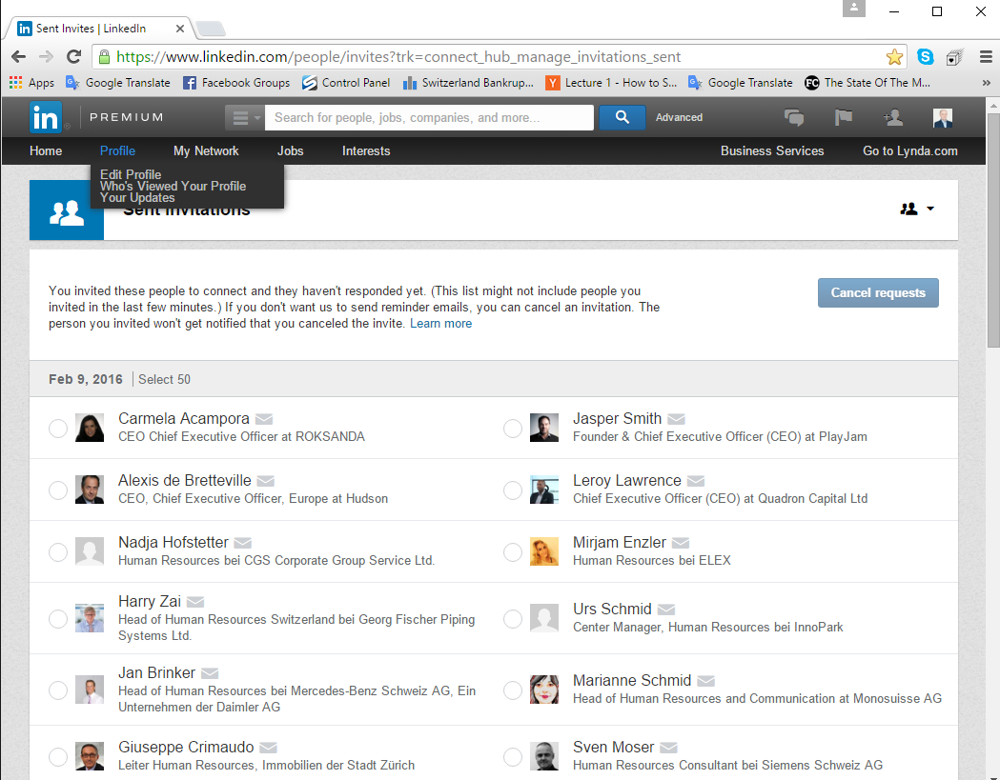 Sent Invites | LinkedIn
https://www.linkedin.com/people/invites?trk=connect_hub_manage_invitations_sent
Apps Google Translate Facebook Groups Control Panel Switzerland Bankrup... Lecture 1 - How to S... Google Translate FC The State Of The M... »
in PREMIUM Search for people, jobs, companies, and more... Advanced
Home Profile My Network Jobs Interests Business Services Go to Lynda.com
Edit Profile
Who's Viewed Your Profile
Your Updates
Sent Invitations
You invited these people to connect and they haven't responded yet. (This list might not include people you
invited in the last few minutes.) If you don't want us to send reminder emails, you can cancel an invitation. The
person you invited won't get notified that you canceled the invite. Learn more
Cancel requests
Feb 9, 2016 | Select 50
Carmela Acampora
CEO Chief Executive Officer at ROKSANDA
Jasper Smith
Founder & Chief Executive Officer (CEO) at PlayJam
Alexis de Bretteville
CEO, Chief Executive Officer, Europe at Hudson
Leroy Lawrence
Chief Executive Officer (CEO) at Quadron Capital Ltd
Nadja Hofstetter
Human Resources bei CGS Corporate Group Service Ltd.
Mirjam Enzler
Human Resources bei ELEX
Harry Zai
Head of Human Resources Switzerland bei Georg Fischer Piping
Systems Ltd.
Urs Schmid
Center Manager, Human Resources bei InnoPark
Jan Brinker
Head of Human Resources bei Mercedes-Benz Schweiz AG, Ein
Unternehmen der Daimler AG
Marianne Schmid
Head of Human Resources and Communication at Monosuisse AG
Giuseppe Crimaudo
Leiter Human Resources, Immobilien der Stadt Zürich
Sven Moser
Human Resources Consultant bei Siemens Schweiz AG